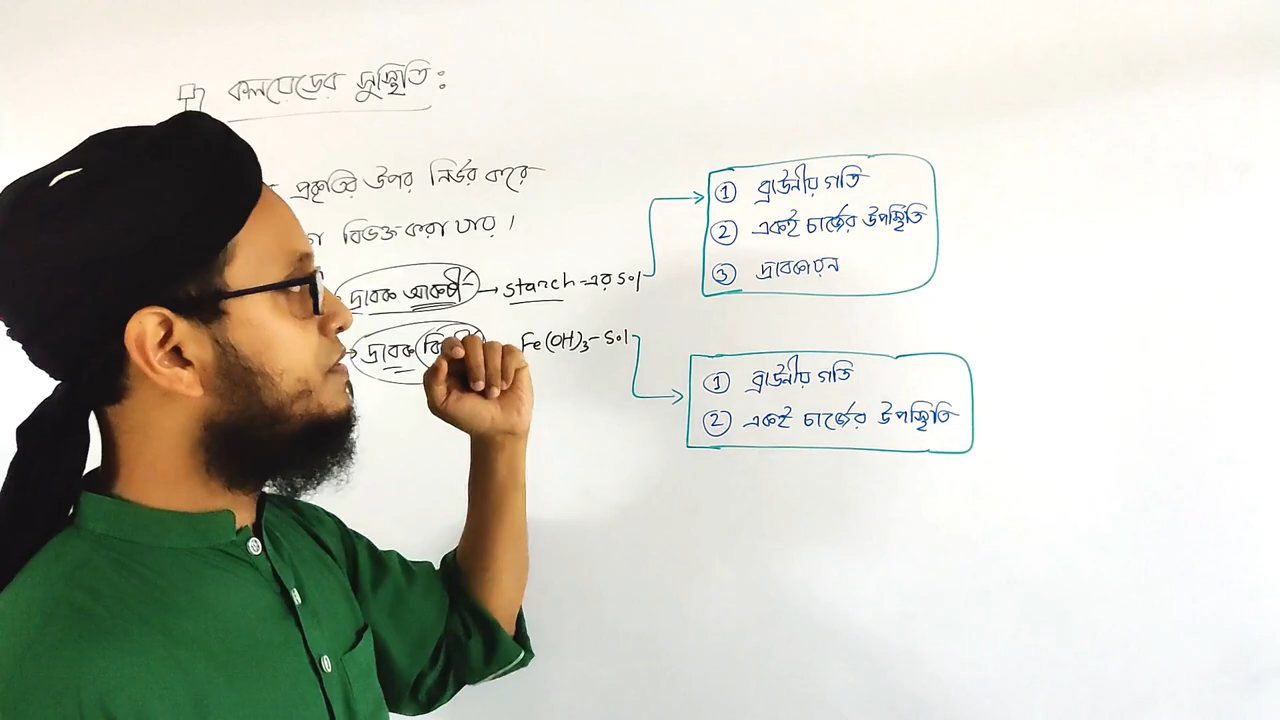 কলয়েডের সুস্থিতি :
প্রকৃতির উপর নির্ভর করে
বিভক্ত করা যায় ।
দ্রাবক আকর্ষী → starch-এর sol
দ্রাবক Fe(OH)3-sol
① ব্রাউনীয় গতি
② একই চার্জের উপস্থিতি
③ দ্রাবকায়ন
① ব্রাউনীয় গতি
② একই চার্জের উপস্থিতি